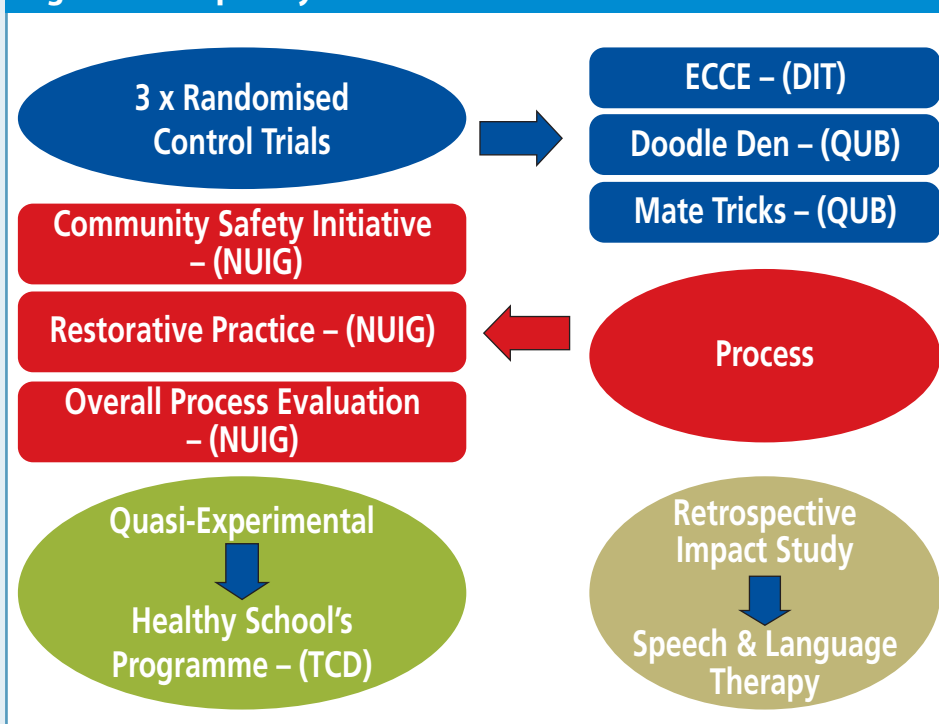 3 x Randomised
Control Trials
ECCE – (DIT)
Doodle Den – (QUB)
Mate Tricks – (QUB)
Community Safety Initiative
– (NUIG)
Restorative Practice – (NUIG)
Overall Process Evaluation
– (NUIG)
Process
Quasi-Experimental
Healthy School's
Programme – (TCD)
Retrospective
Impact Study
Speech & Language
Therapy